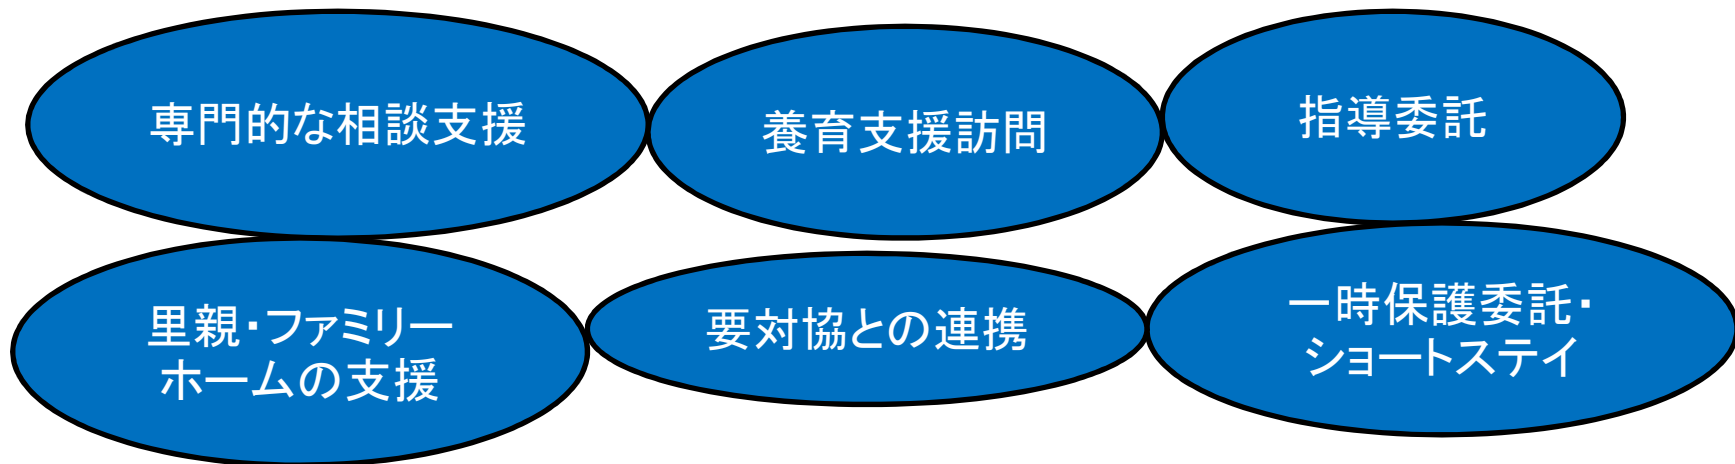 専門的な相談支援
養育支援訪問
指導委託
里親・ファミリー
ホームの支援
要対協との連携
一時保護委託・
ショートステイ